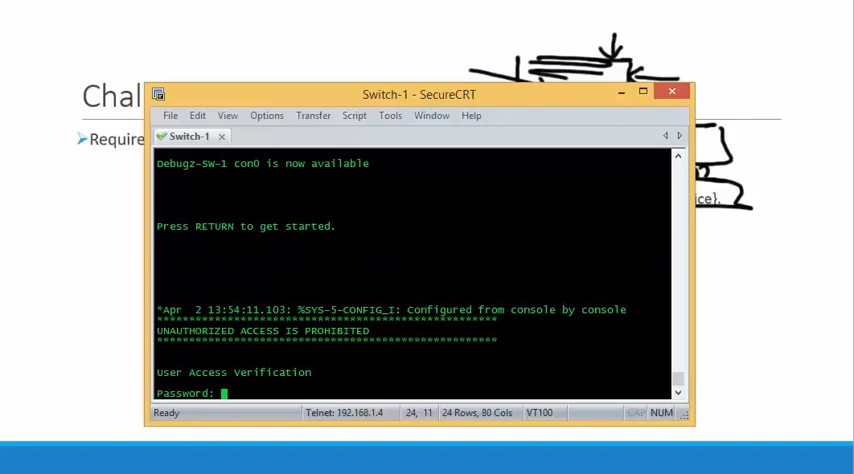 Chal
Require
Switch-1 - SecureCRT
File Edit View Options Transfer Script Tools Window Help
Switch-1
Debugz-SW-1 con0 is now available
Press RETURN to get started.
*Apr  2 13:54:11.103: %SYS-5-CONFIG_I: Configured from console by console
*****************************************************
UNAUTHORIZED ACCESS IS PROHIBITED
*****************************************************
User Access Verification
Password:
ice}.
Ready Telnet: 192.168.1.4 24, 11 24 Rows, 80 Cols VT100 CAP NUM